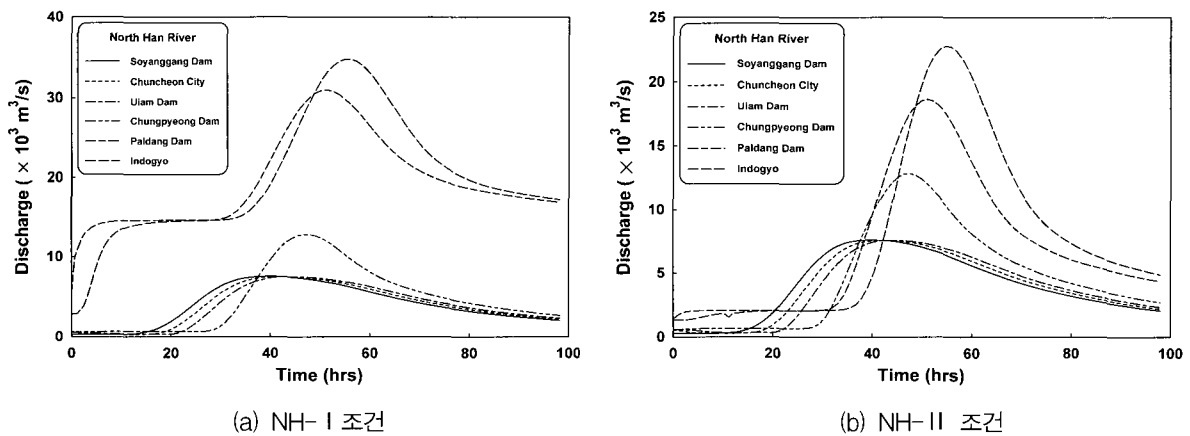 40
30
20
10
0
Discharge ( × 10³ m³/s)
North Han River
Soyanggang Dam
Chuncheon City
Uiam Dam
Chungpyeong Dam
Paldang Dam
Indogyo
0 20 40 60 80 100
Time (hrs)
(a) NH-Ⅰ 조건
25
20
15
10
5
0
Discharge ( × 10³ m³/s)
North Han River
Soyanggang Dam
Chuncheon City
Uiam Dam
Chungpyeong Dam
Paldang Dam
Indogyo
0 20 40 60 80 100
Time (hrs)
(b) NH-Ⅱ 조건